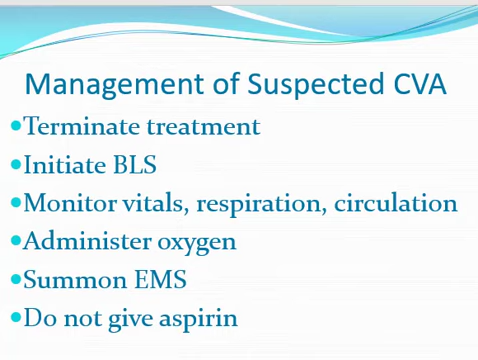 Management of Suspected CVA
•Terminate treatment
•Initiate BLS
•Monitor vitals, respiration, circulation
•Administer oxygen
•Summon EMS
•Do not give aspirin